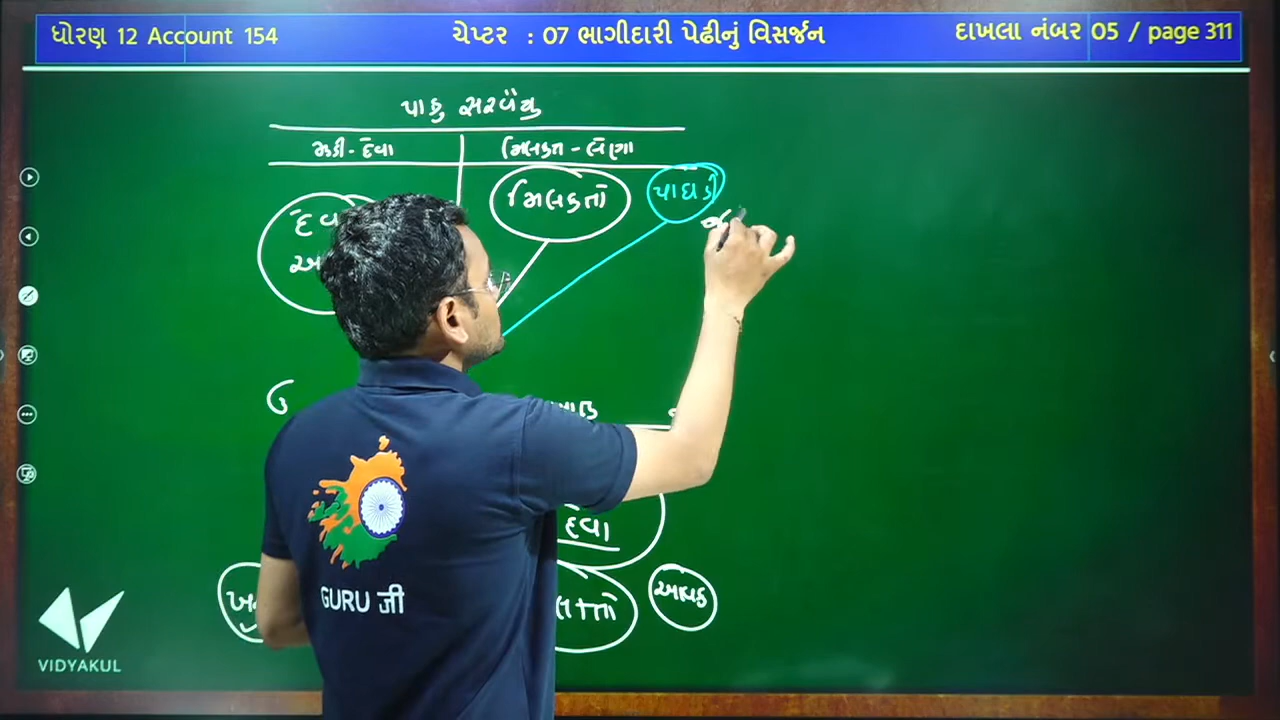 ધોરણ 12 Account 154
ચેપ્ટર : 07 ભાગીદારી પેઢીનું વિસર્જન
દાખલા નંબર 05 / page 311
પાકુ સરવૈયુ
મૂડી - દેવા
મિલકત - લેણા
મિલકતો
પાઘડી
ઉ
દેવા
આવક
GURU જી
VIDYAKUL